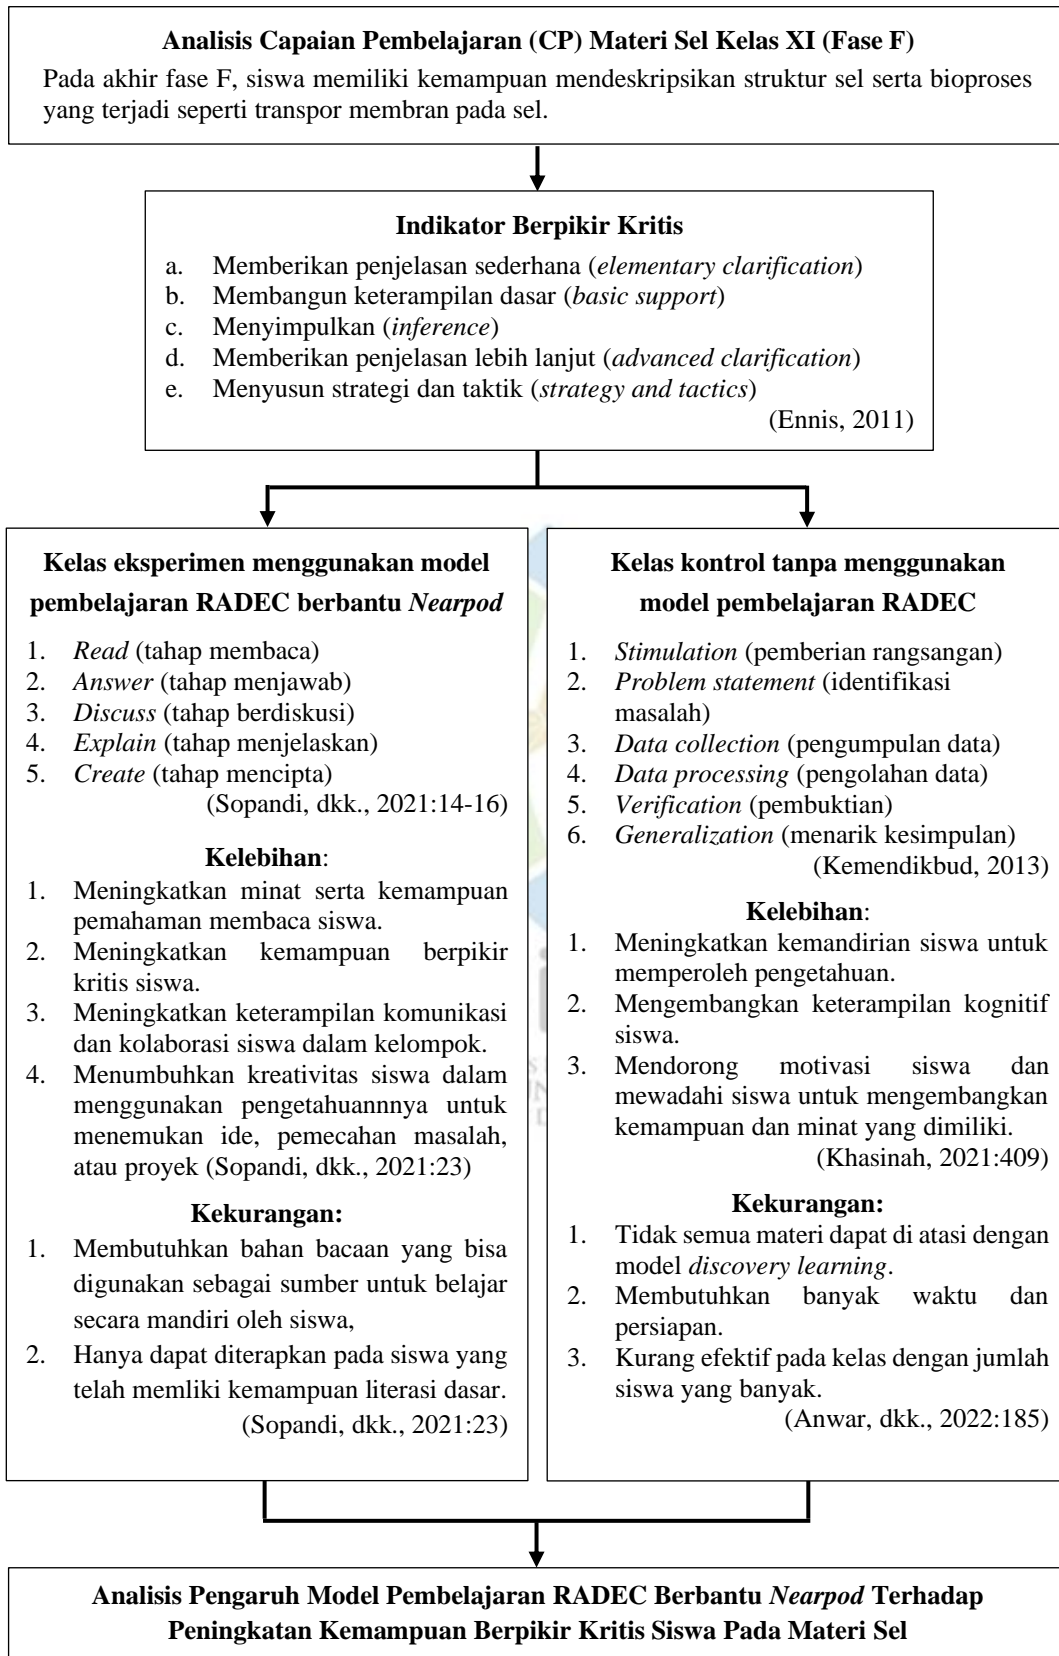 Analisis Capaian Pembelajaran (CP) Materi Sel Kelas XI (Fase F)
Pada akhir fase F, siswa memiliki kemampuan mendeskripsikan struktur sel serta bioproses
yang terjadi seperti transpor membran pada sel.
Indikator Berpikir Kritis
a. Memberikan penjelasan sederhana (elementary clarification)
b. Membangun keterampilan dasar (basic support)
c. Menyimpulkan (inference)
d. Memberikan penjelasan lebih lanjut (advanced clarification)
e. Menyusun strategi dan taktik (strategy and tactics)
(Ennis, 2011)
Kelas eksperimen menggunakan model
pembelajaran RADEC berbantu Nearpod
1. Read (tahap membaca)
2. Answer (tahap menjawab)
3. Discuss (tahap berdiskusi)
4. Explain (tahap menjelaskan)
5. Create (tahap mencipta)
(Sopandi, dkk., 2021:14-16)
Kelebihan:
1. Meningkatkan minat serta kemampuan
pemahaman membaca siswa.
2. Meningkatkan kemampuan berpikir
kritis siswa.
3. Meningkatkan keterampilan komunikasi
dan kolaborasi siswa dalam kelompok.
4. Menumbuhkan kreativitas siswa dalam
menggunakan pengetahuannnya untuk
menemukan ide, pemecahan masalah,
atau proyek (Sopandi, dkk., 2021:23)
Kekurangan:
1. Membutuhkan bahan bacaan yang bisa
digunakan sebagai sumber untuk belajar
secara mandiri oleh siswa,
2. Hanya dapat diterapkan pada siswa yang
telah memliki kemampuan literasi dasar.
(Sopandi, dkk., 2021:23)
Kelas kontrol tanpa menggunakan
model pembelajaran RADEC
1. Stimulation (pemberian rangsangan)
2. Problem statement (identifikasi
masalah)
3. Data collection (pengumpulan data)
4. Data processing (pengolahan data)
5. Verification (pembuktian)
6. Generalization (menarik kesimpulan)
(Kemendikbud, 2013)
Kelebihan:
1. Meningkatkan kemandirian siswa untuk
memperoleh pengetahuan.
2. Mengembangkan keterampilan kognitif
siswa.
3. Mendorong motivasi siswa dan
mewadahi siswa untuk mengembangkan
kemampuan dan minat yang dimiliki.
(Khasinah, 2021:409)
Kekurangan:
1. Tidak semua materi dapat di atasi dengan
model discovery learning.
2. Membutuhkan banyak waktu dan
persiapan.
3. Kurang efektif pada kelas dengan jumlah
siswa yang banyak.
(Anwar, dkk., 2022:185)
Analisis Pengaruh Model Pembelajaran RADEC Berbantu Nearpod Terhadap
Peningkatan Kemampuan Berpikir Kritis Siswa Pada Materi Sel